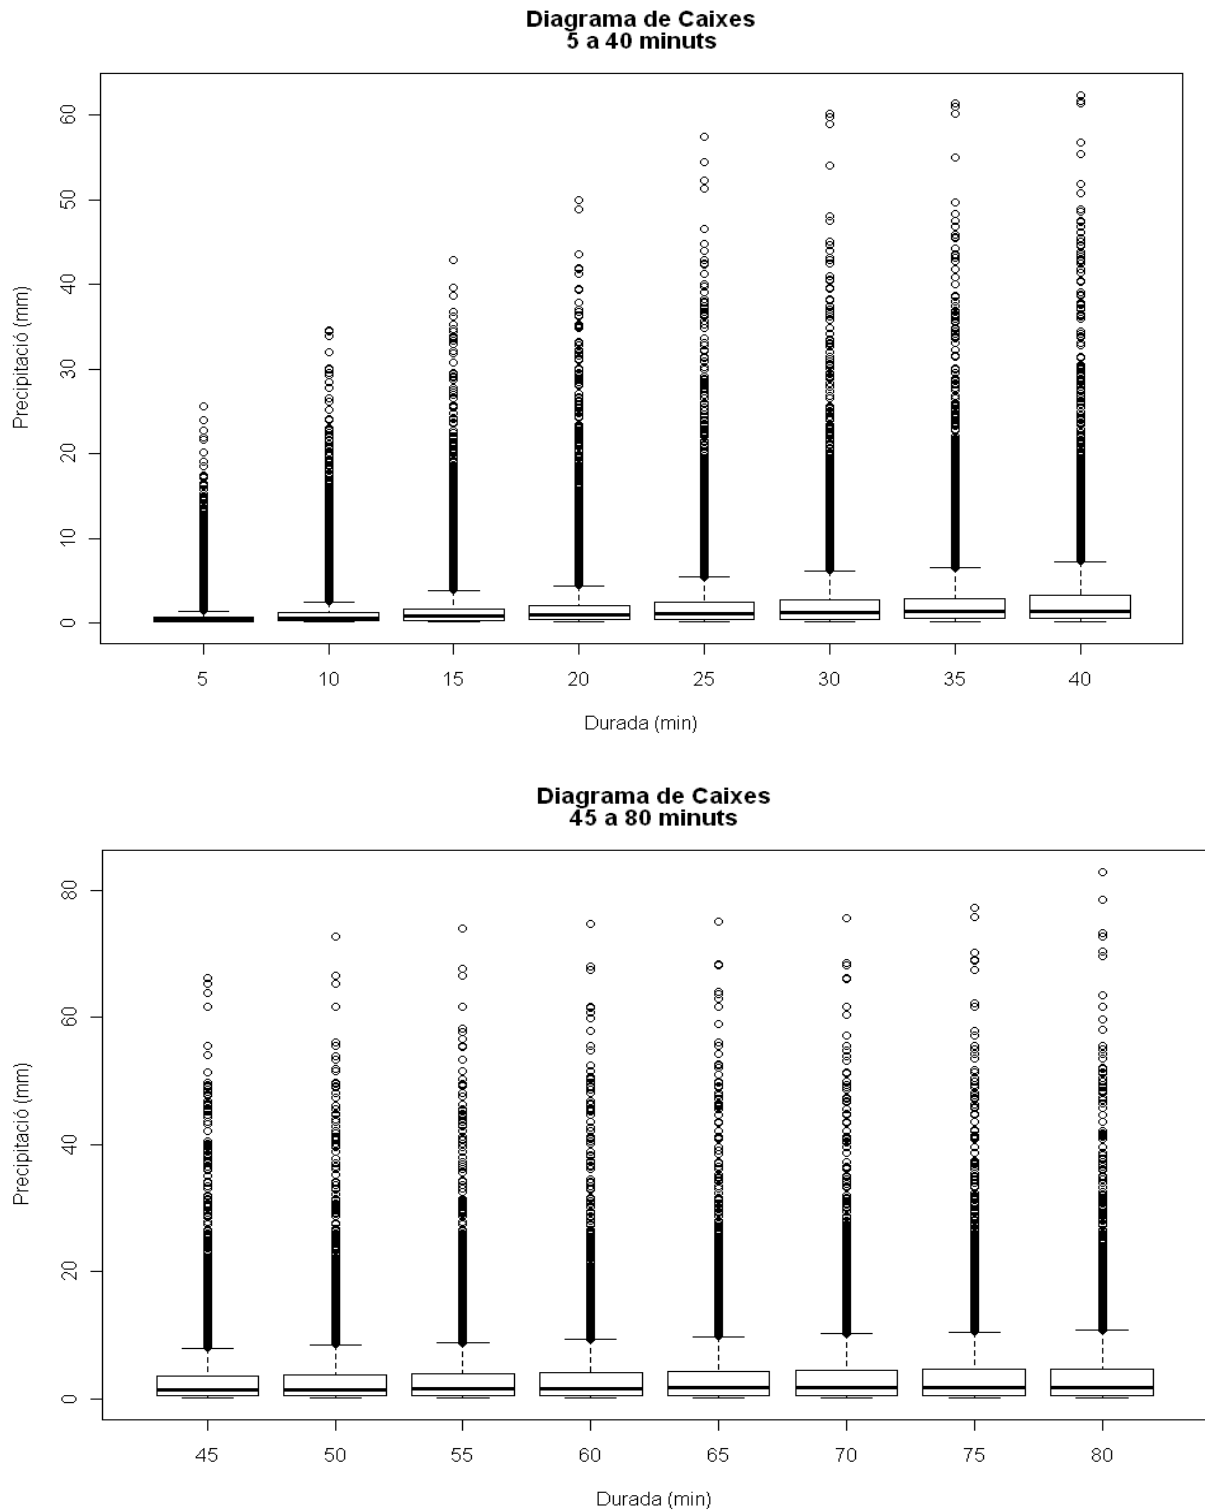 Diagrama de Caixes
5 a 40 minuts
Precipitació (mm)
60
50
40
30
20
10
0
5 10 15 20 25 30 35 40
Durada (min)
Diagrama de Caixes
45 a 80 minuts
Precipitació (mm)
80
60
40
20
0
45 50 55 60 65 70 75 80
Durada (min)